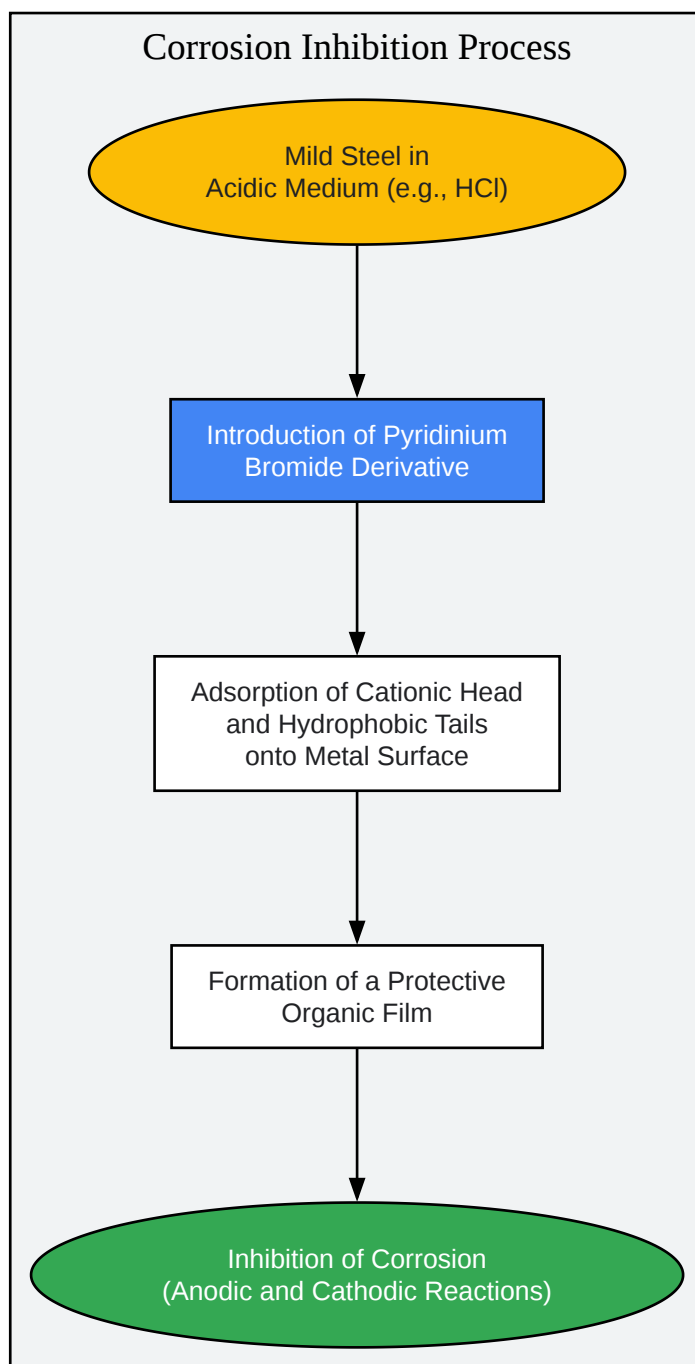 Corrosion Inhibition Process
Mild Steel in
Acidic Medium (e.g., HCl)
Introduction of Pyridinium
Bromide Derivative
Adsorption of Cationic Head
and Hydrophobic Tails
onto Metal Surface
Formation of a Protective
Organic Film
Inhibition of Corrosion
(Anodic and Cathodic Reactions)